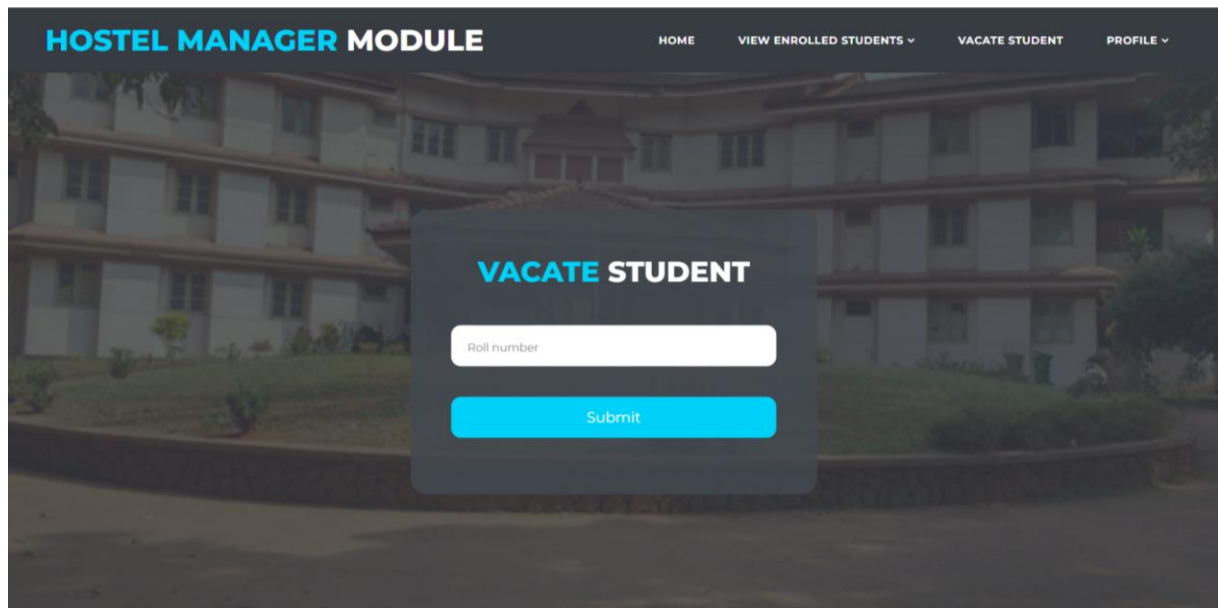 HOSTEL MANAGER MODULE
HOME
VIEW ENROLLED STUDENTS
VACATE STUDENT
PROFILE
VACATE STUDENT
Roll number
Submit